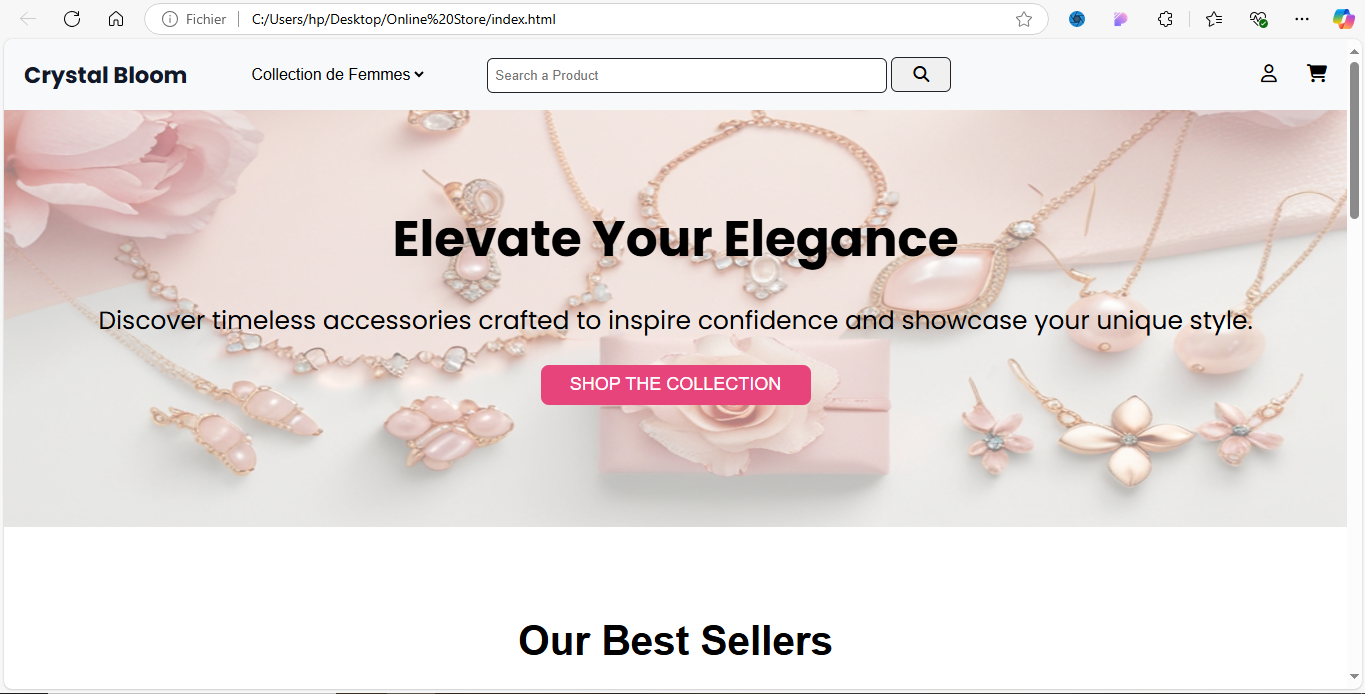 Fichier
C:/Users/hp/Desktop/Online%20Store/index.html
Crystal Bloom
Collection de Femmes
Search a Product
Elevate Your Elegance
Discover timeless accessories crafted to inspire confidence and showcase your unique style.
SHOP THE COLLECTION
Our Best Sellers